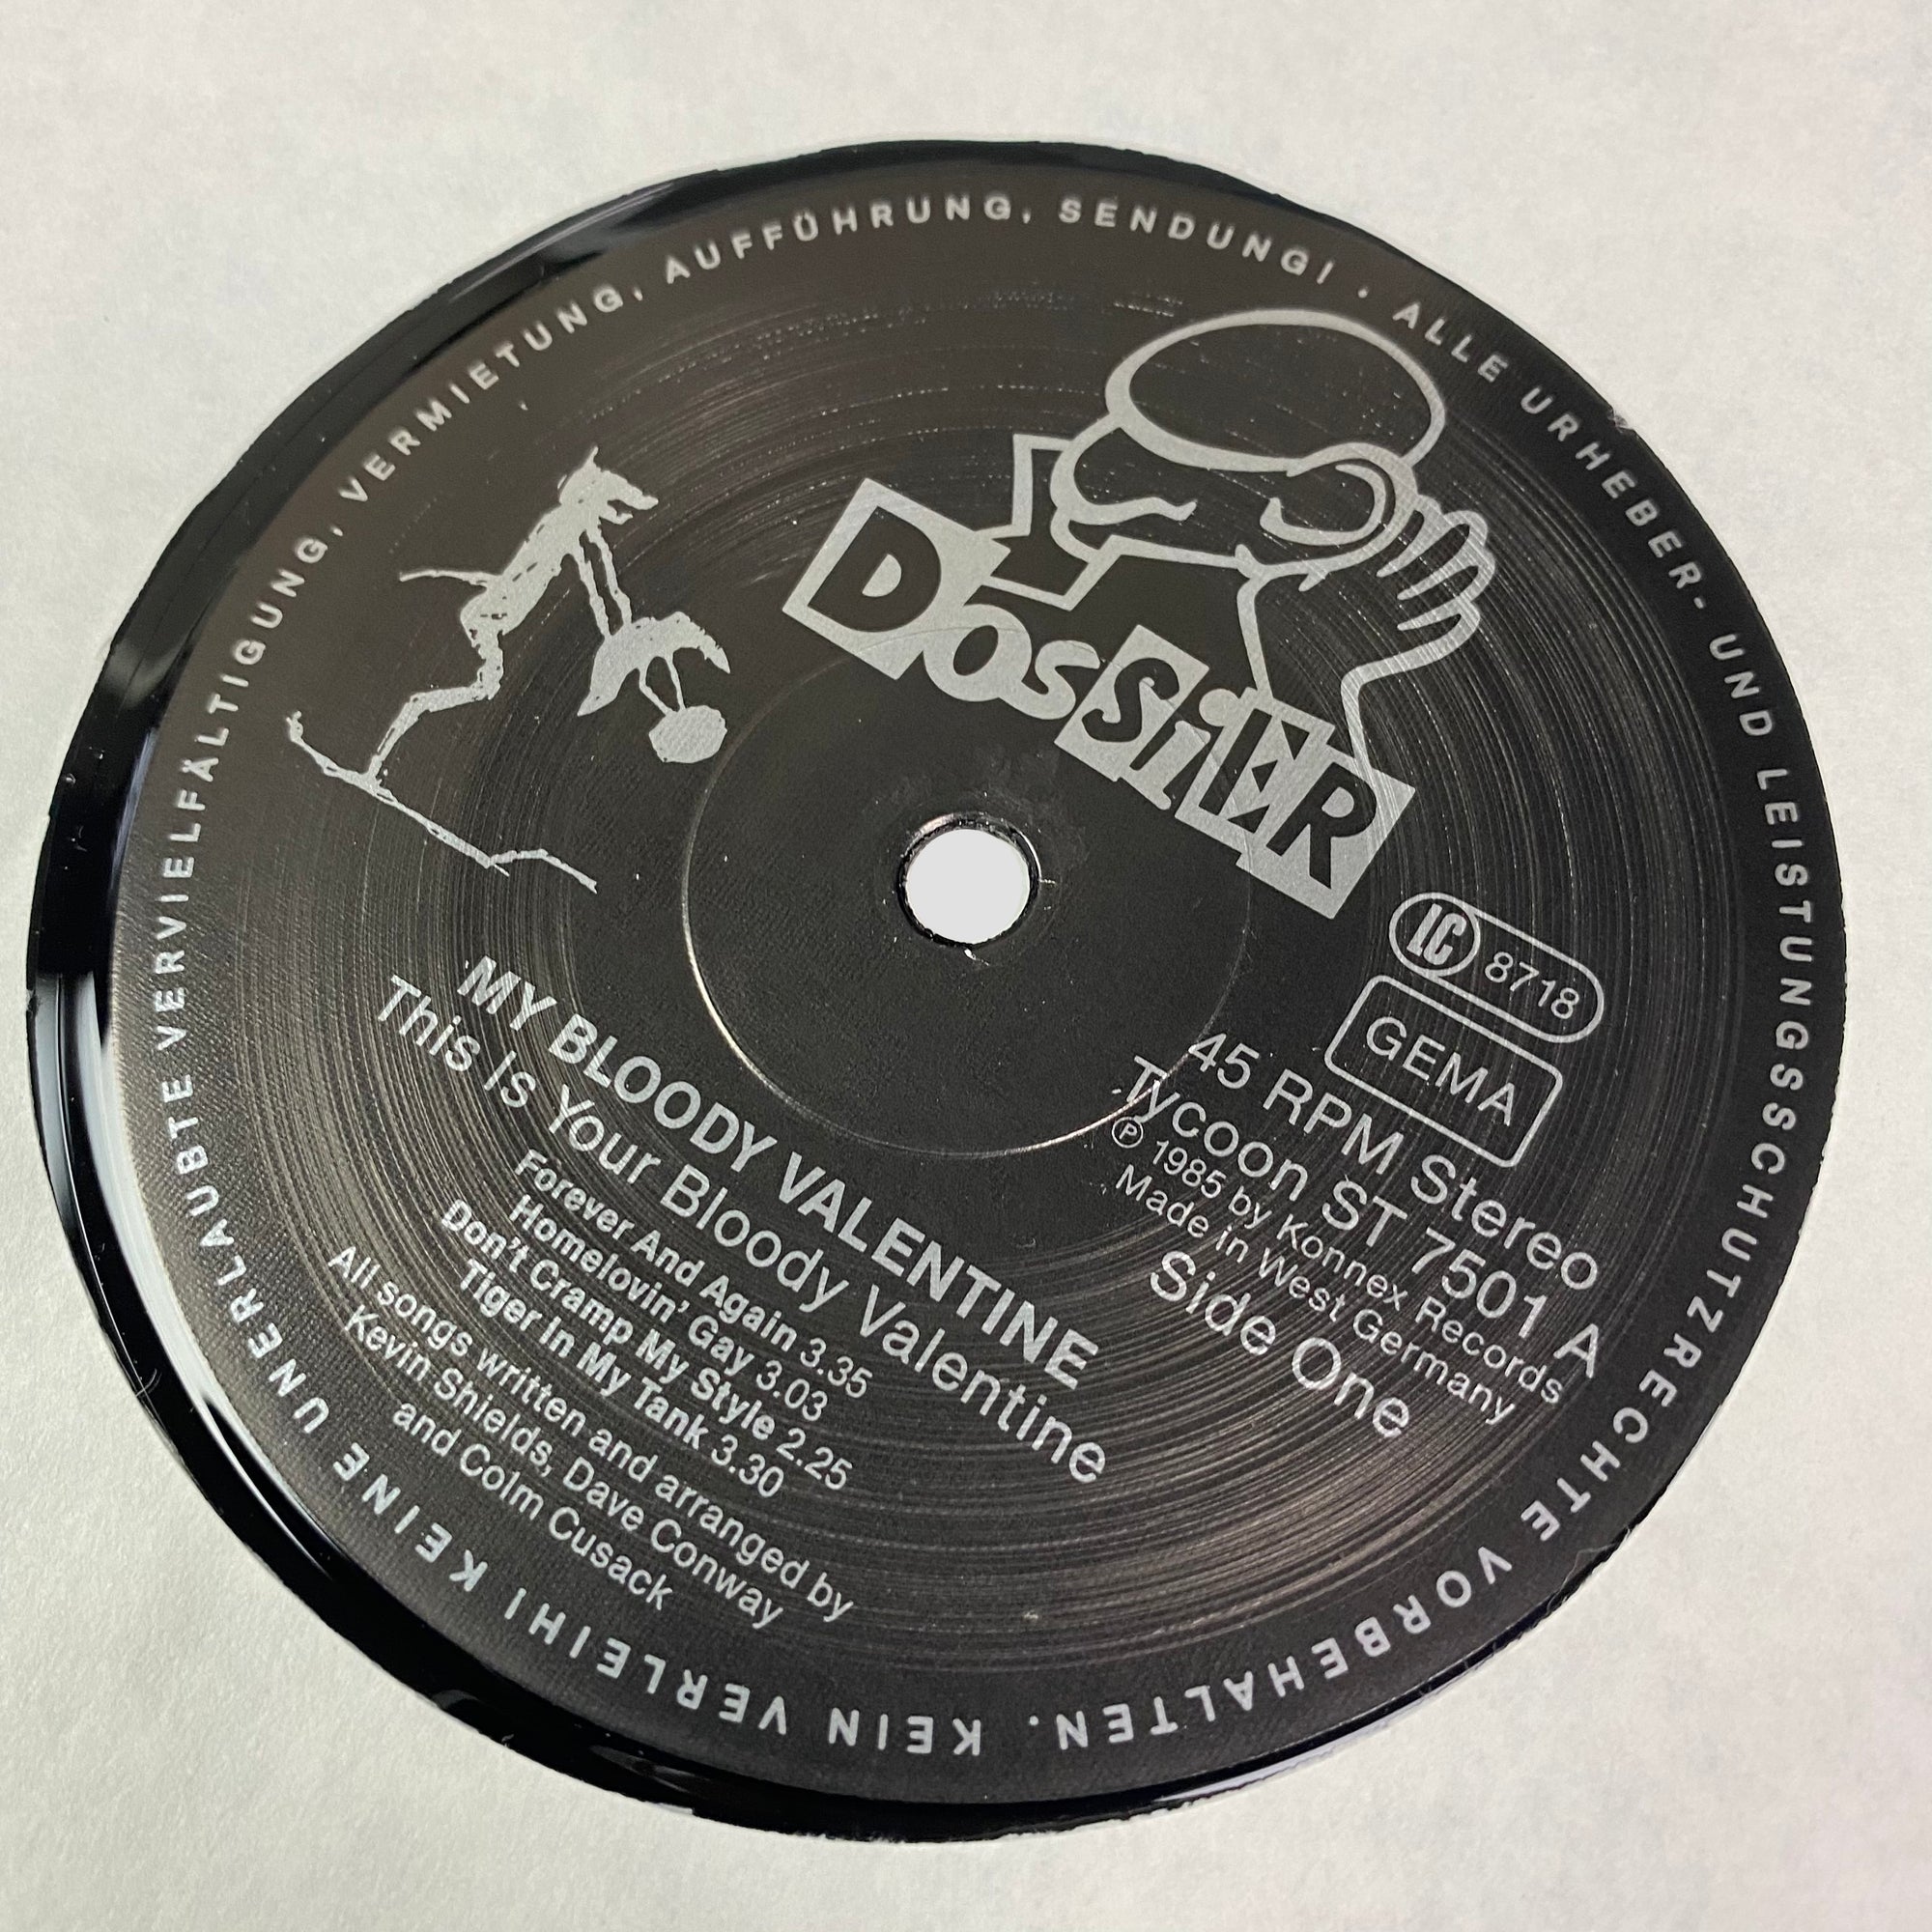 DOSSIER
LC 8718
GEMA
45 RPM Stereo
Tycoon ST 7501 A
Ⓟ 1985 by Konnex Records
Made in West Germany
Side One
MY BLOODY VALENTINE
This Is Your Bloody Valentine
Forever And Again 3.35
Homelovin' Gay 3.03
Don't Cramp My Style 2.25
Tiger In My Tank 3.30
All songs written and arranged by
Kevin Shields, Dave Conway
and Colm Cusack
ALLE URHEBER- UND LEISTUNGSSCHUTZRECHTE VORBEHALTEN. KEIN VERLEIH! KEINE UNERLAUBTE VERVIELFÄLTIGUNG, VERMIETUNG, AUFFÜHRUNG, SENDUNG! .